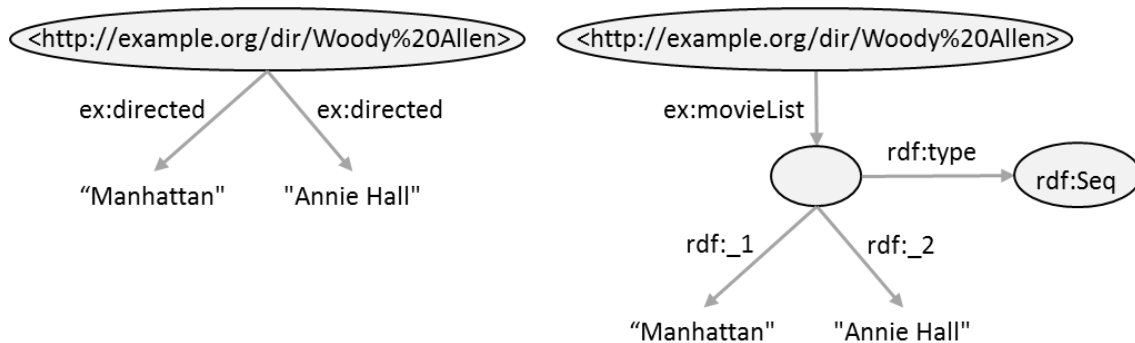 <http://example.org/dir/Woody%20Allen>
ex:directed ex:directed
“Manhattan" "Annie Hall"
<http://example.org/dir/Woody%20Allen>
ex:movieList
rdf:type
rdf:Seq
rdf:_1 rdf:_2
“Manhattan" "Annie Hall"